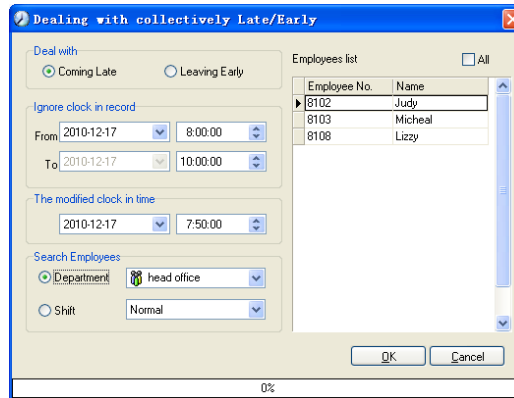 Dealing with collectively Late/Early
Deal with
Coming Late
Leaving Early
Ignore clock in record
From 2010-12-17 8:00:00
To 2010-12-17 10:00:00
The modified clock in time
2010-12-17 7:50:00
Search Employees
Department head office
Shift Normal
Employees list All
Employee No. Name
8102 Judy
8103 Micheal
8108 Lizzy
OK Cancel
0%